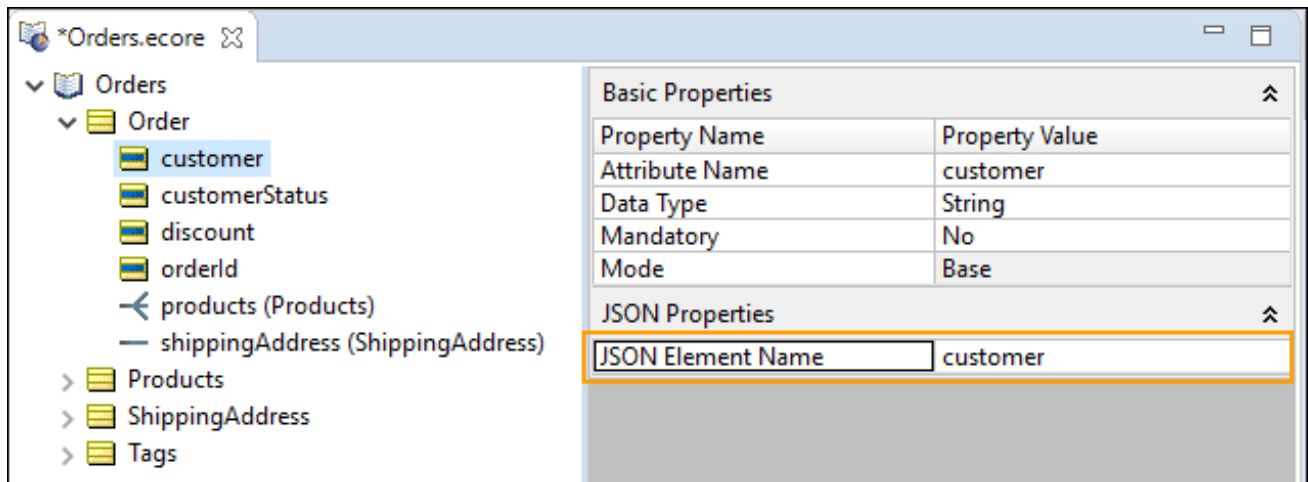 *Orders.ecore
Orders
Order
customer
customerStatus
discount
orderId
products (Products)
shippingAddress (ShippingAddress)
Products
ShippingAddress
Tags
Basic Properties
Property Name Property Value
Attribute Name customer
Data Type String
Mandatory No
Mode Base
JSON Properties
JSON Element Name customer